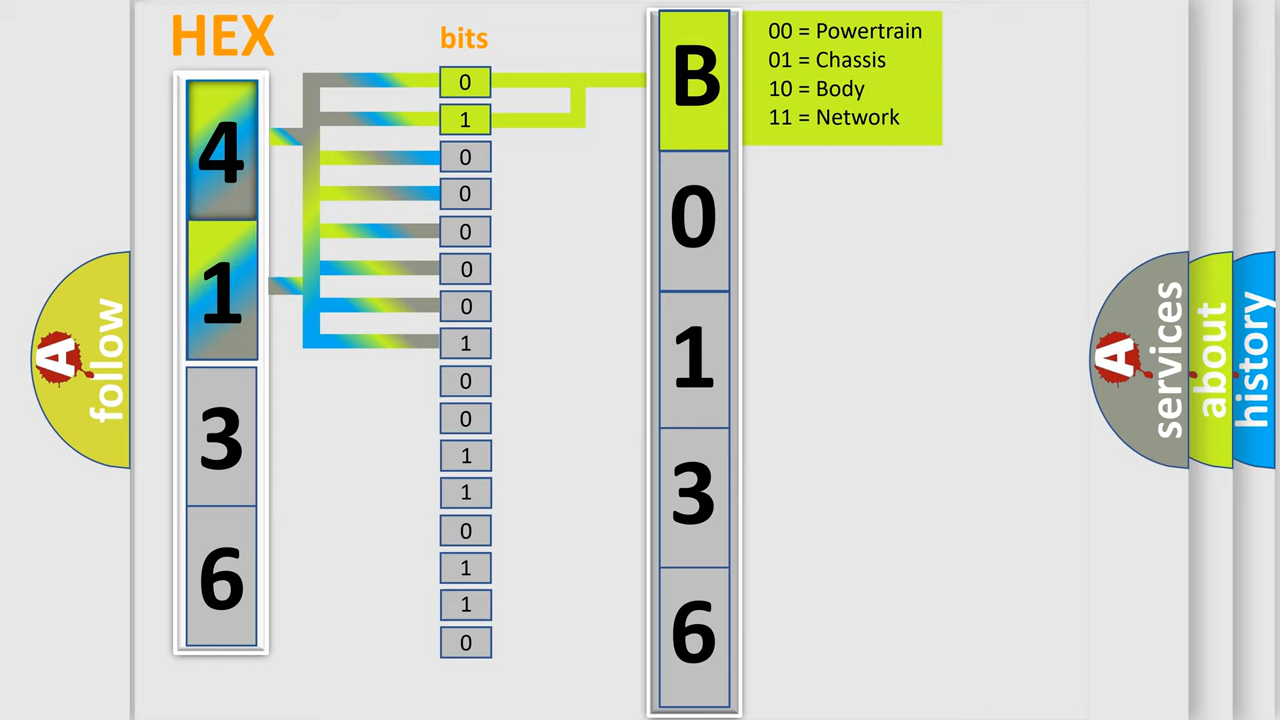 HEX
bits
4
1
3
6
0
1
0
0
0
0
0
1
0
0
1
1
0
1
1
0
B
0
1
3
6
00 = Powertrain
01 = Chassis
10 = Body
11 = Network
A
follow
A
services
about
history